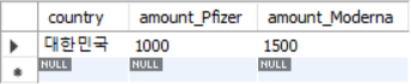 country amount_Pfizer amount_Moderna
대한민국 1000 1500
NULL NULL NULL